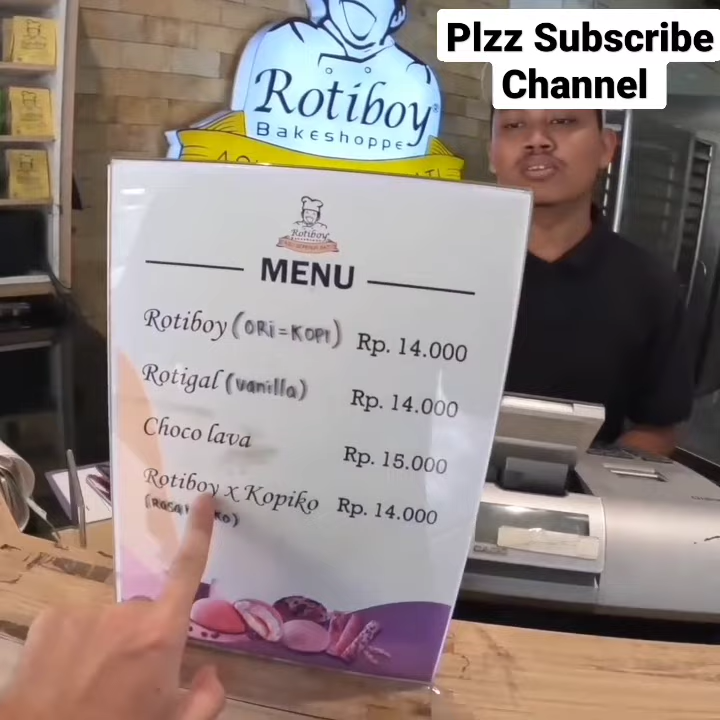 Plzz Subscribe
Channel
Rotiboy®
BAKESHOPPE
Rotiboy
MENU
Rotiboy (ORI=KOPI) Rp. 14.000
Rotigal (vanilla) Rp. 14.000
Choco lava Rp. 15.000
Rotiboy x Kopiko Rp. 14.000